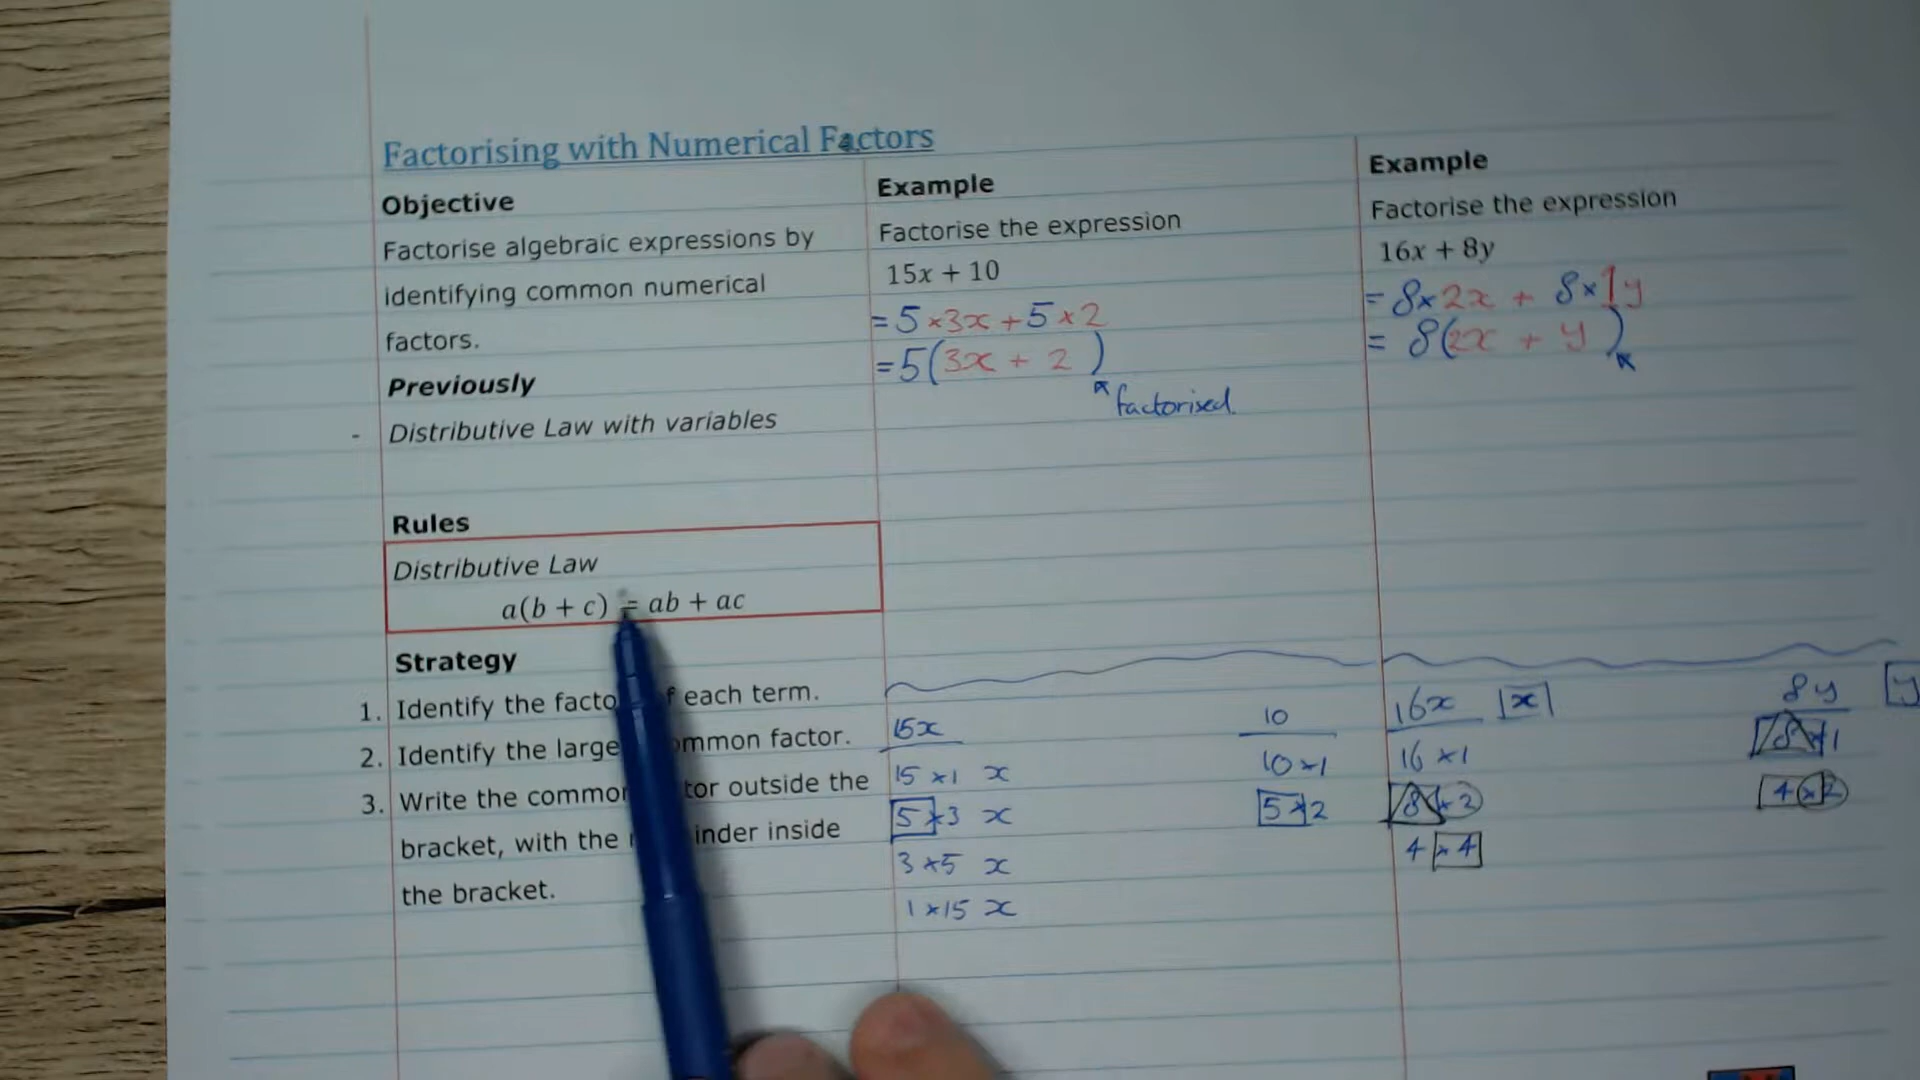 Factorising with Numerical Factors
Objective
Factorise algebraic expressions by
identifying common numerical
factors.
Previously
- Distributive Law with variables
Rules
Distributive Law
a(b + c) = ab + ac
Strategy
1. Identify the facto f each term.
2. Identify the large ommon factor.
3. Write the common tor outside the
bracket, with the inder inside
the bracket.
Example
Factorise the expression
15x + 10
= 5 × 3x + 5 × 2
= 5(3x + 2)
factorised
15x
15 × 1 x
5 × 3 x
3 × 5 x
1 × 15 x
10
10 × 1
5 × 2
Example
Factorise the expression
16x + 8y
= 8 × 2x + 8 × 1y
= 8(2x + y)
16x x
16 × 1
8 × 2
4 × 4
8y y
8 × 1
4 × 2